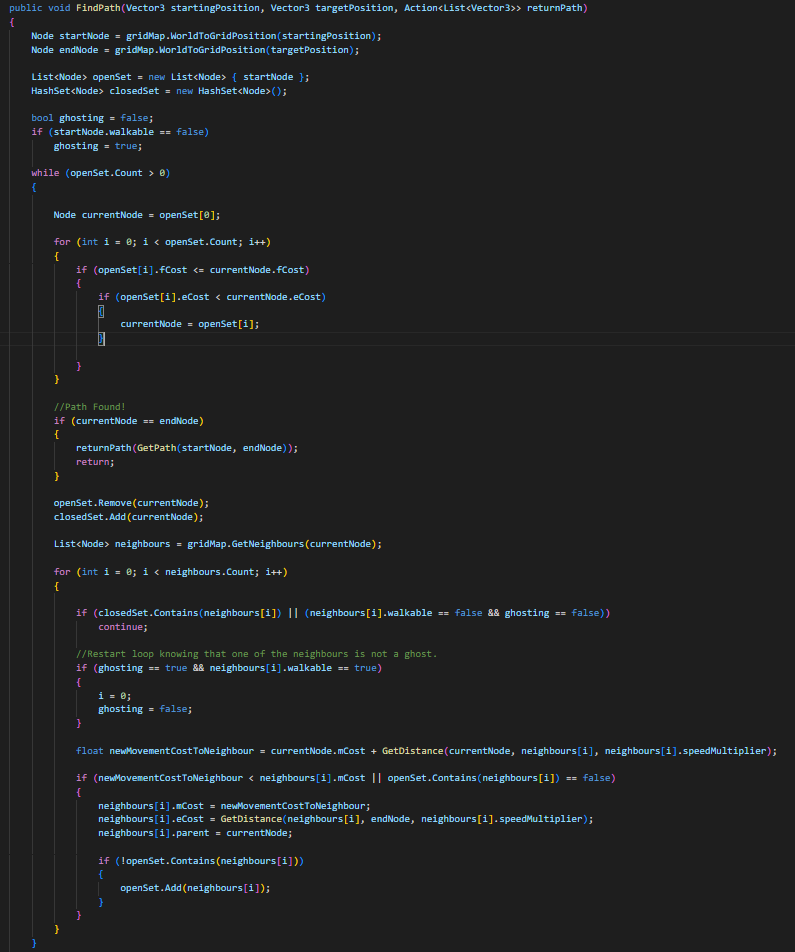 public void FindPath(Vector3 startingPosition, Vector3 targetPosition, Action<List<Vector3>> returnPath)
{
Node startNode = gridMap.WorldToGridPosition(startingPosition);
Node endNode = gridMap.WorldToGridPosition(targetPosition);
List<Node> openSet = new List<Node> { startNode };
HashSet<Node> closedSet = new HashSet<Node>();
bool ghosting = false;
if (startNode.walkable == false)
ghosting = true;
while (openSet.Count > 0)
{
Node currentNode = openSet[0];
for (int i = 0; i < openSet.Count; i++)
{
if (openSet[i].fCost <= currentNode.fCost)
{
if (openSet[i].eCost < currentNode.eCost)
{
currentNode = openSet[i];
}
}
}
//Path Found!
if (currentNode == endNode)
{
returnPath(GetPath(startNode, endNode));
return;
}
openSet.Remove(currentNode);
closedSet.Add(currentNode);
List<Node> neighbours = gridMap.GetNeighbours(currentNode);
for (int i = 0; i < neighbours.Count; i++)
{
if (closedSet.Contains(neighbours[i]) || (neighbours[i].walkable == false && ghosting == false))
continue;
//Restart loop knowing that one of the neighbours is not a ghost.
if (ghosting == true && neighbours[i].walkable == true)
{
i = 0;
ghosting = false;
}
float newMovementCostToNeighbour = currentNode.mCost + GetDistance(currentNode, neighbours[i], neighbours[i].speedMultiplier);
if (newMovementCostToNeighbour < neighbours[i].mCost || openSet.Contains(neighbours[i]) == false)
{
neighbours[i].mCost = newMovementCostToNeighbour;
neighbours[i].eCost = GetDistance(neighbours[i], endNode, neighbours[i].speedMultiplier);
neighbours[i].parent = currentNode;
if (!openSet.Contains(neighbours[i]))
{
openSet.Add(neighbours[i]);
}
}
}
}